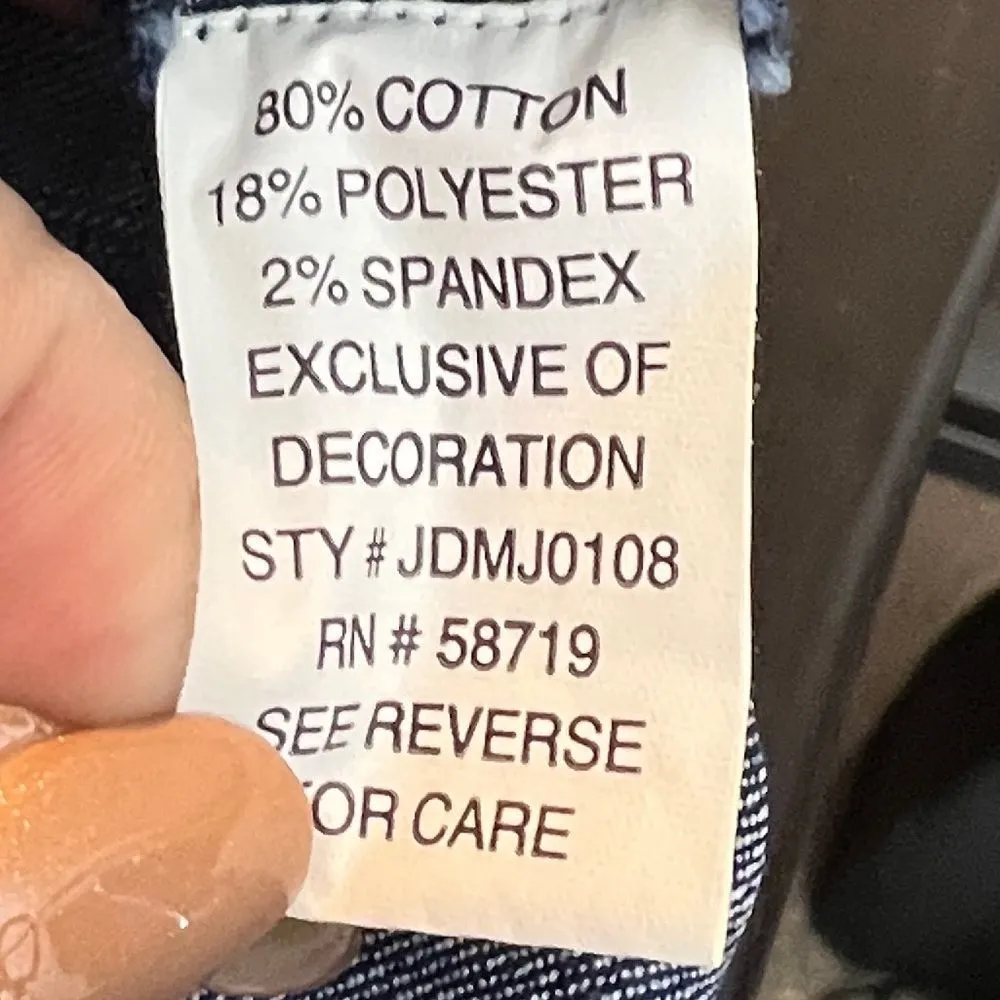 80% COTTON
18% POLYESTER
2% SPANDEX
EXCLUSIVE OF
DECORATION
STY # JDMJ0108
RN # 58719
SEE REVERSE
FOR CARE